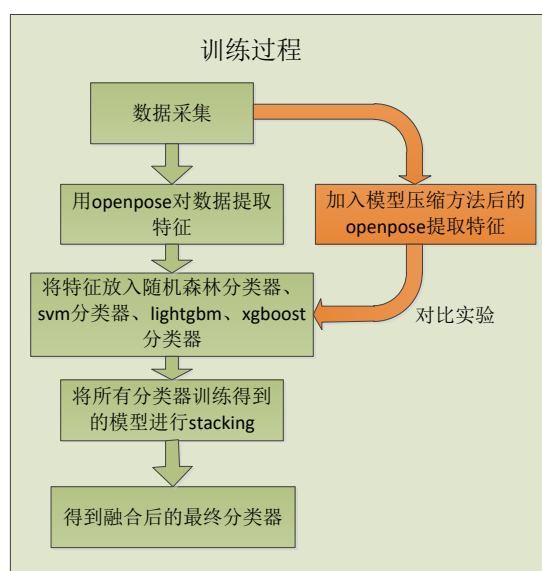 训练过程
数据采集
用openpose对数据提取
特征
加入模型压缩方法后的
openpose提取特征
将特征放入随机森林分类器、
svm分类器、lightgbm、xgboost
分类器
对比实验
将所有分类器训练得到
的模型进行stacking
得到融合后的最终分类器